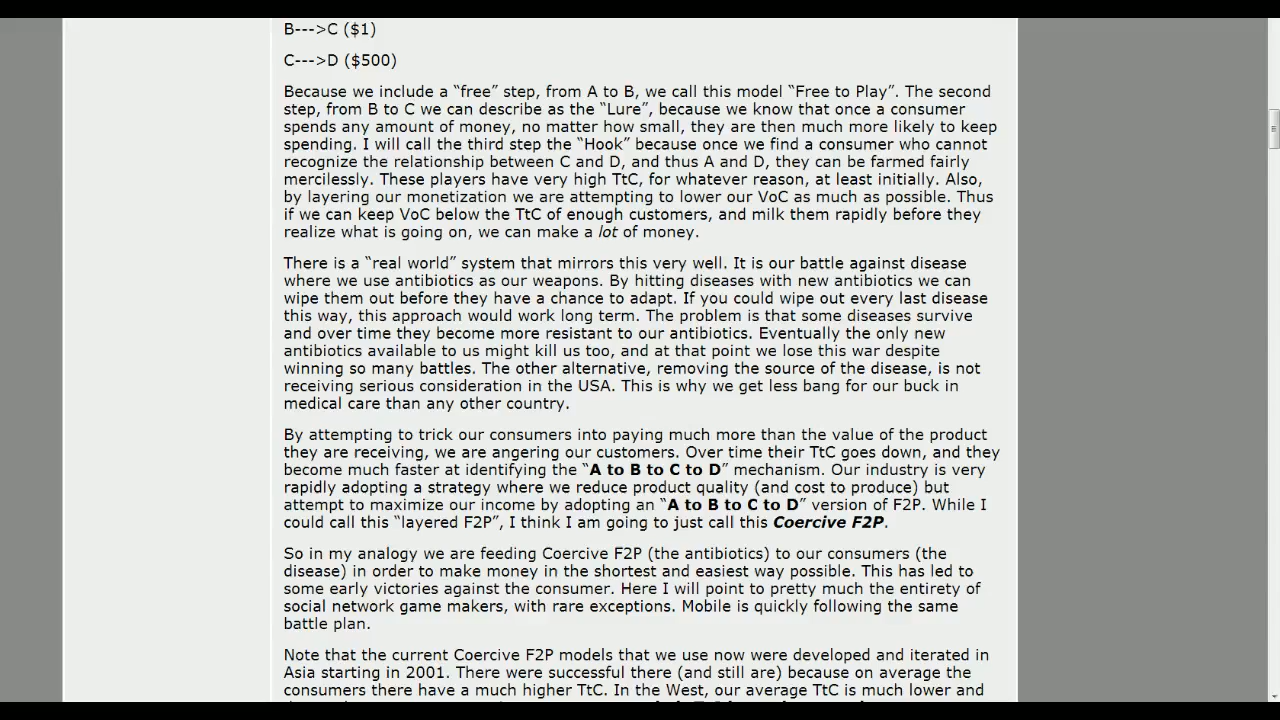 B--->C ($1)
C--->D ($500)
Because we include a “free” step, from A to B, we call this model “Free to Play”. The second
step, from B to C we can describe as the “Lure”, because we know that once a consumer
spends any amount of money, no matter how small, they are then much more likely to keep
spending. I will call the third step the “Hook” because once we find a consumer who cannot
recognize the relationship between C and D, and thus A and D, they can be farmed fairly
mercilessly. These players have very high TtC, for whatever reason, at least initially. Also,
by layering our monetization we are attempting to lower our VoC as much as possible. Thus
if we can keep VoC below the TtC of enough customers, and milk them rapidly before they
realize what is going on, we can make a lot of money.
There is a “real world” system that mirrors this very well. It is our battle against disease
where we use antibiotics as our weapons. By hitting diseases with new antibiotics we can
wipe them out before they have a chance to adapt. If you could wipe out every last disease
this way, this approach would work long term. The problem is that some diseases survive
and over time they become more resistant to our antibiotics. Eventually the only new
antibiotics available to us might kill us too, and at that point we lose this war despite
winning so many battles. The other alternative, removing the source of the disease, is not
receiving serious consideration in the USA. This is why we get less bang for our buck in
medical care than any other country.
By attempting to trick our consumers into paying much more than the value of the product
they are receiving, we are angering our customers. Over time their TtC goes down, and they
become much faster at identifying the “A to B to C to D” mechanism. Our industry is very
rapidly adopting a strategy where we reduce product quality (and cost to produce) but
attempt to maximize our income by adopting an “A to B to C to D” version of F2P. While I
could call this “layered F2P”, I think I am going to just call this Coercive F2P.
So in my analogy we are feeding Coercive F2P (the antibiotics) to our consumers (the
disease) in order to make money in the shortest and easiest way possible. This has led to
some early victories against the consumer. Here I will point to pretty much the entirety of
social network game makers, with rare exceptions. Mobile is quickly following the same
battle plan.
Note that the current Coercive F2P models that we use now were developed and iterated in
Asia starting in 2001. There were successful there (and still are) because on average the
consumers there have a much higher TtC. In the West, our average TtC is much lower and